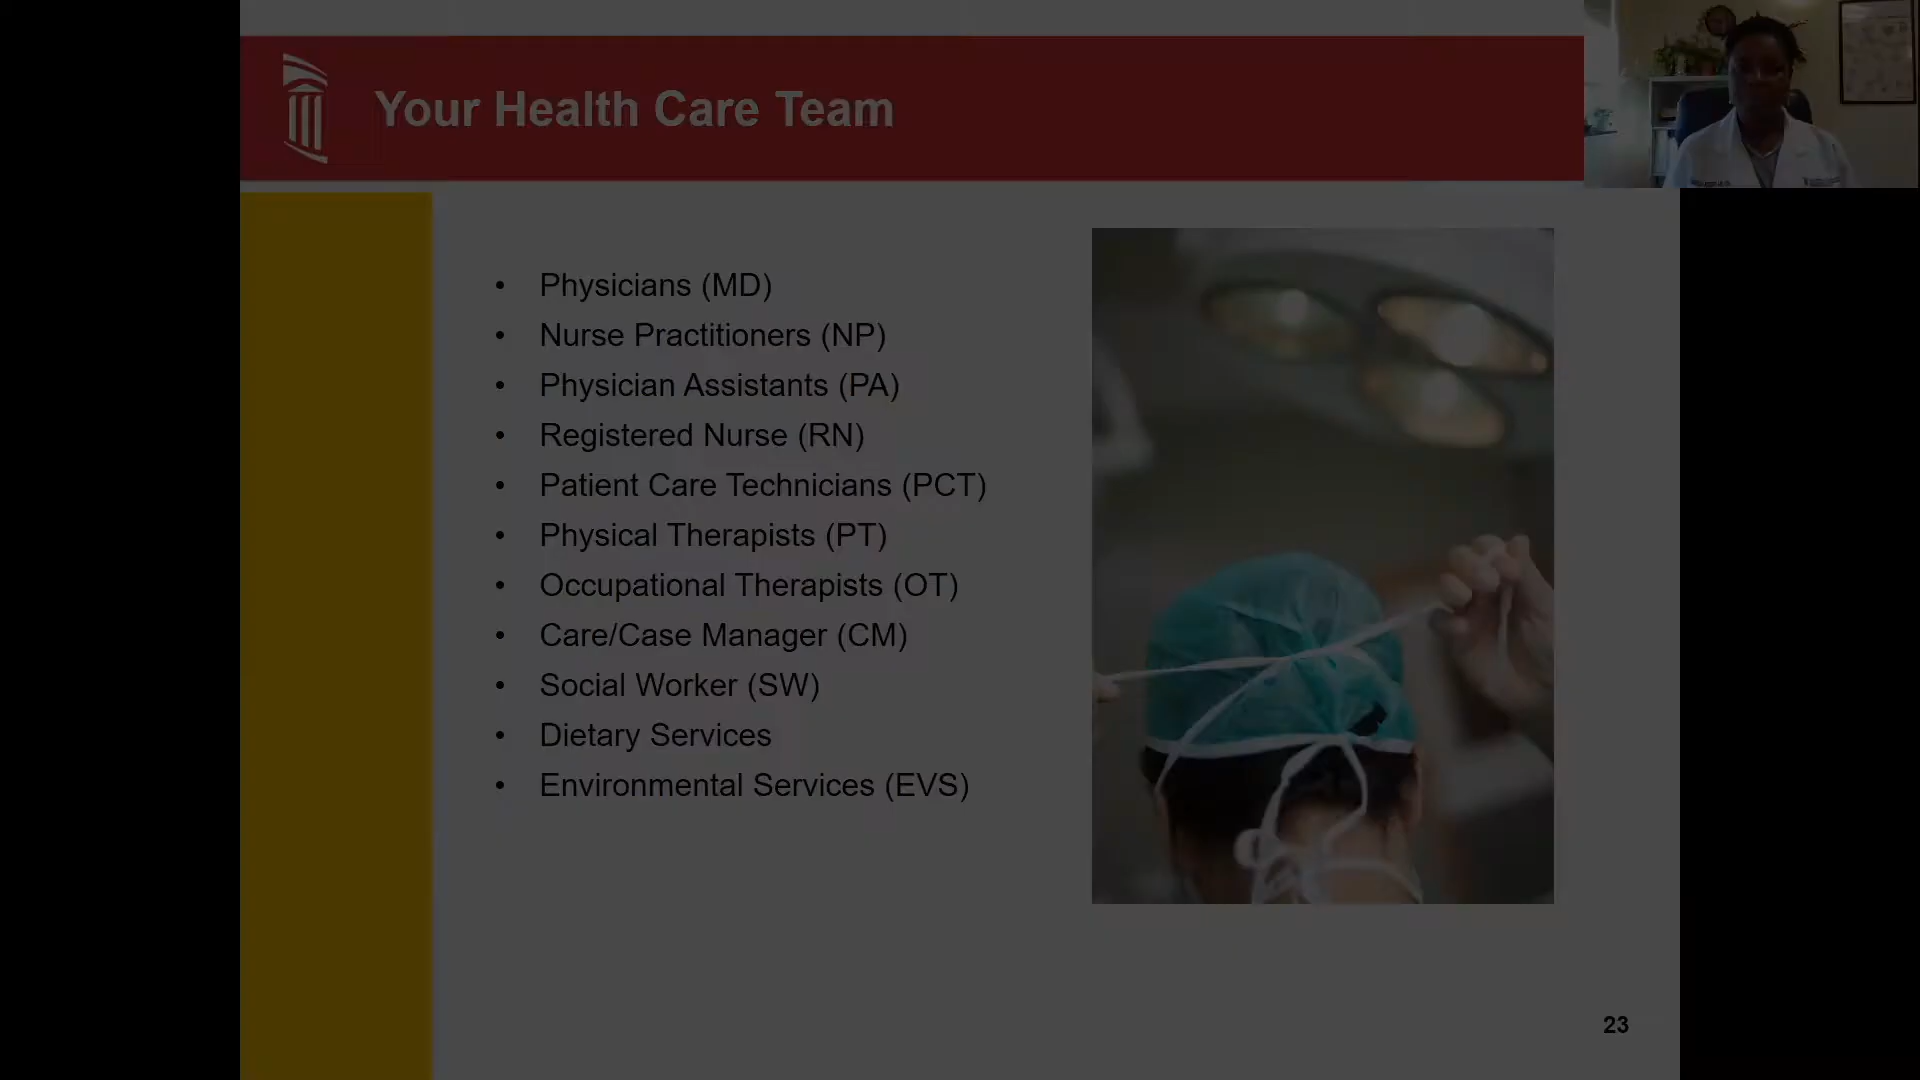 Your Health Care Team
• Physicians (MD)
• Nurse Practitioners (NP)
• Physician Assistants (PA)
• Registered Nurse (RN)
• Patient Care Technicians (PCT)
• Physical Therapists (PT)
• Occupational Therapists (OT)
• Care/Case Manager (CM)
• Social Worker (SW)
• Dietary Services
• Environmental Services (EVS)
23